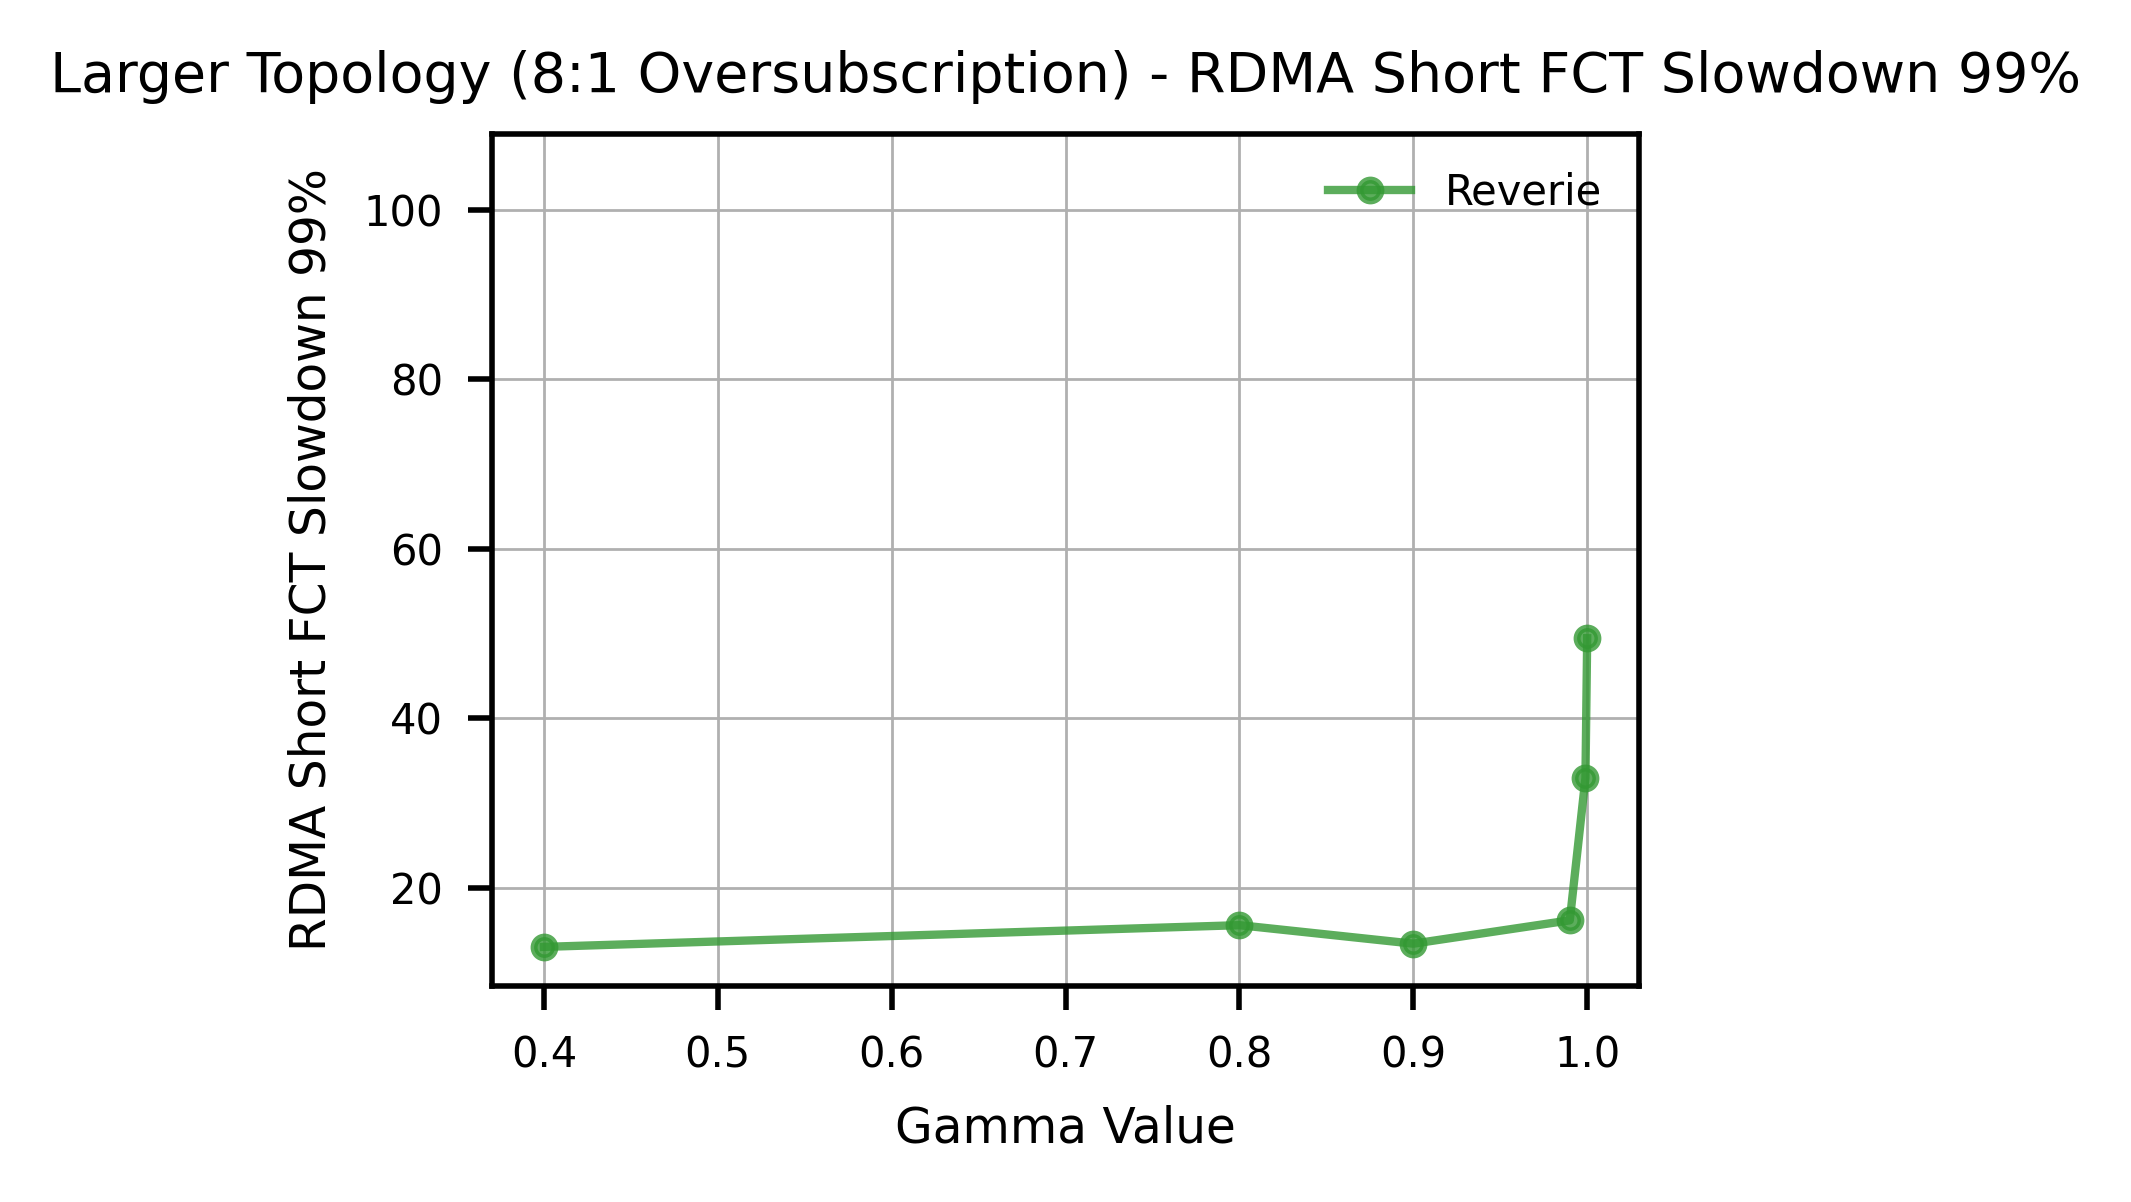 Larger Topology (8:1 Oversubscription) - RDMA Short FCT Slowdown 99%
RDMA Short FCT Slowdown 99%
100
80
60
40
20
Reverie
0.4 0.5 0.6 0.7 0.8 0.9 1.0
Gamma Value